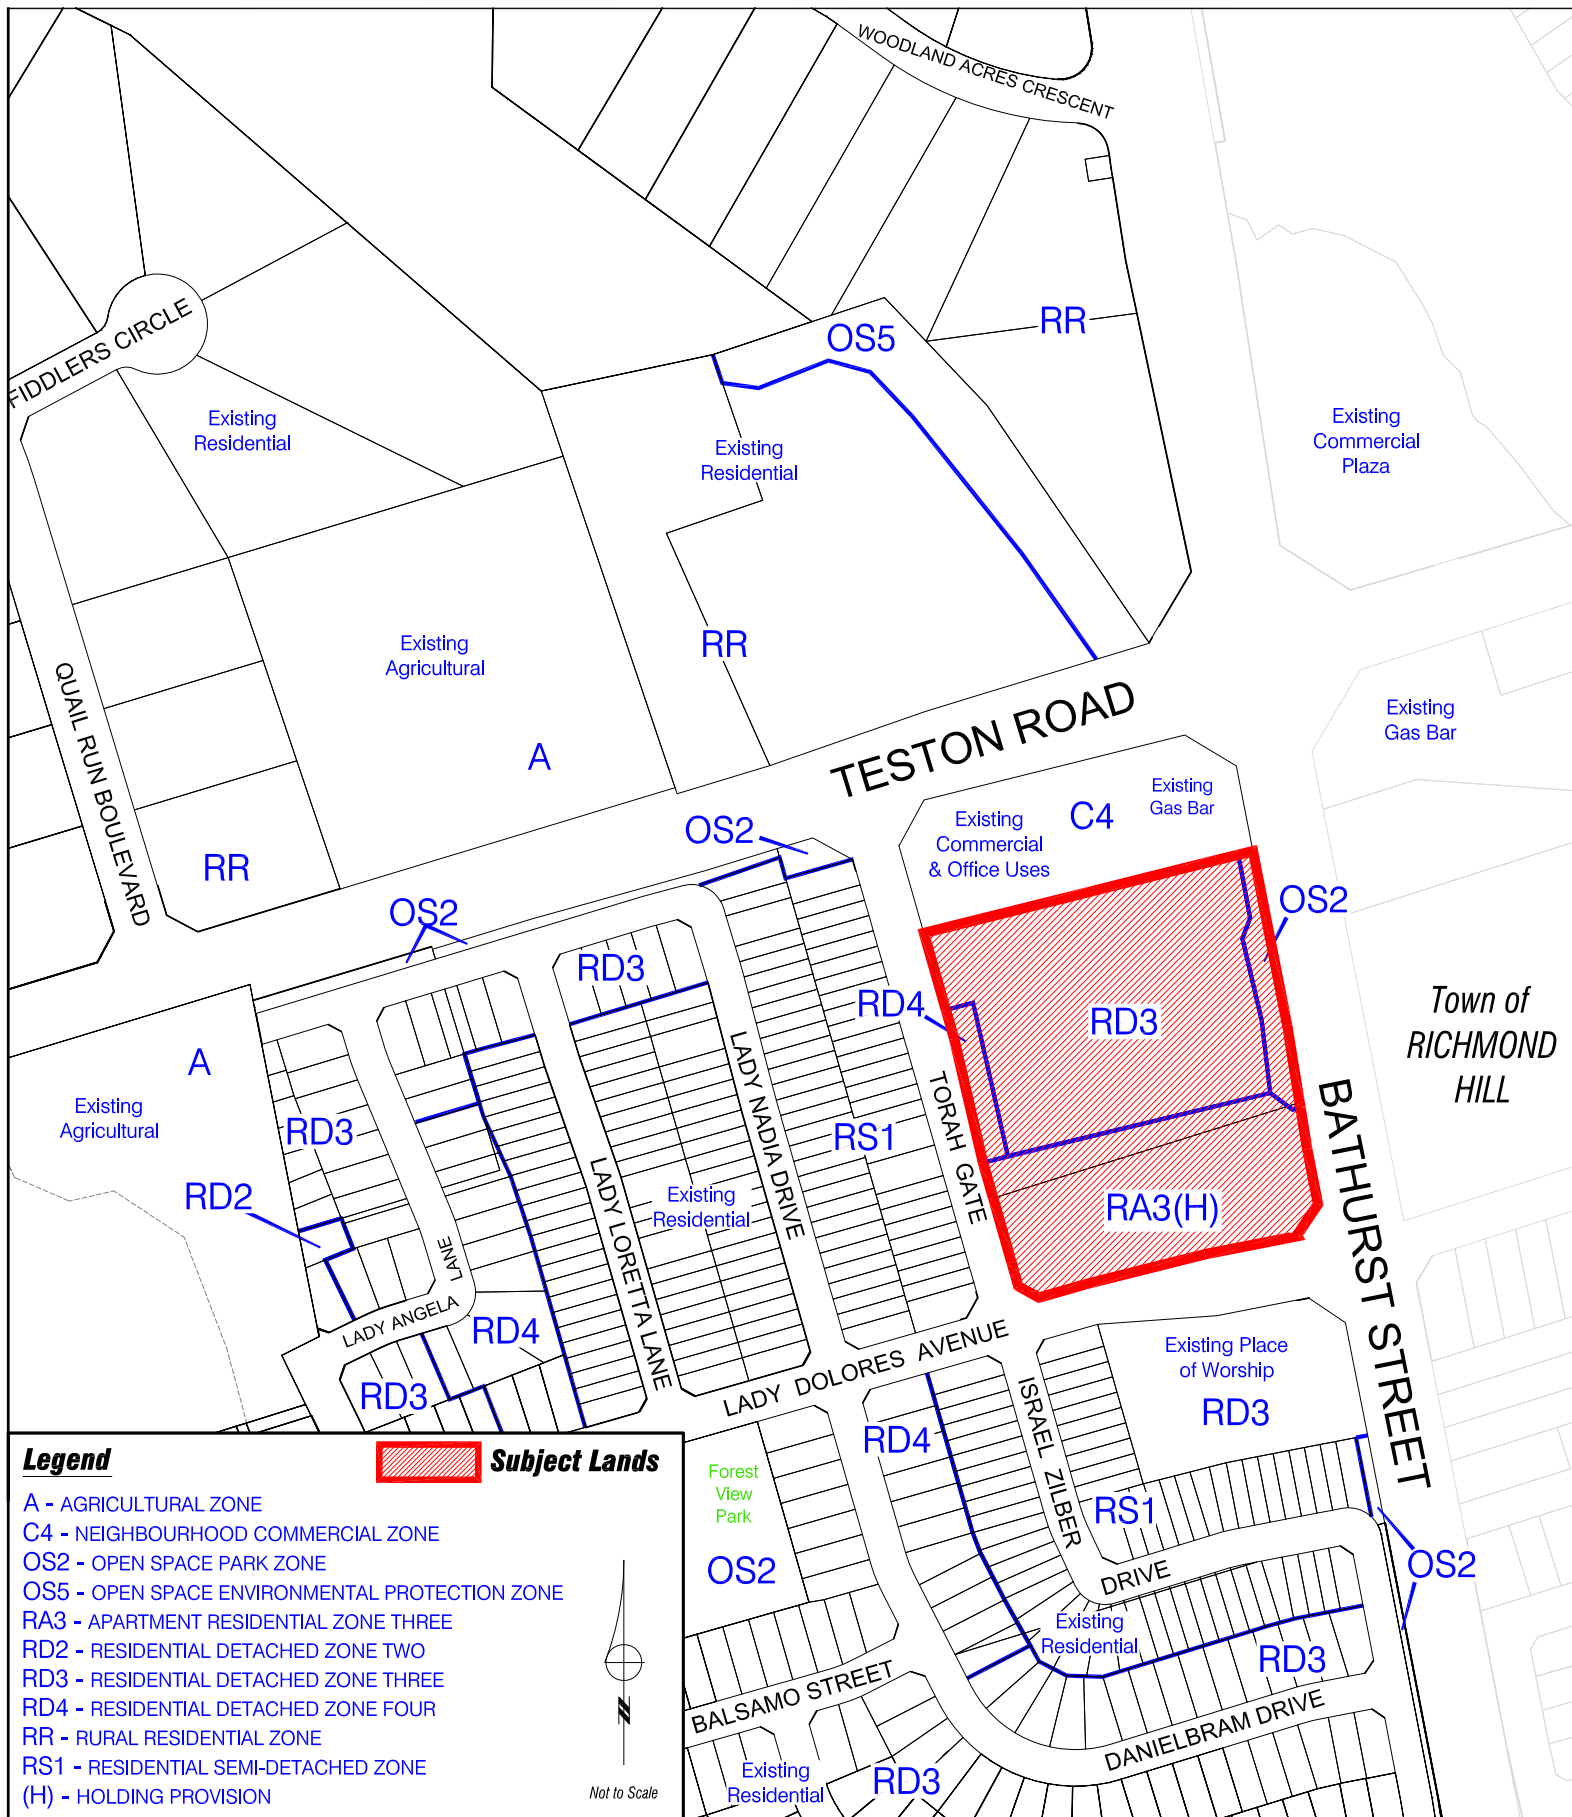 WOODLAND ACRES CRESCENT
FIDDLERS CIRCLE
RR
OS5
Existing
Residential
Existing
Residential
Existing
Commercial
Plaza
Existing
Agricultural
RR
QUAIL RUN BOULEVARD
A
TESTON ROAD
Existing
Gas Bar
Existing
Gas Bar
C4
Existing
Commercial
& Office Uses
OS2
RR
OS2
OS2
RD3
RD4
RD3
Town of
RICHMOND
HILL
A
Existing
Agricultural
RD3
LADY NADIA DRIVE
TORAH GATE
RS1
BATHURST STREET
RD2
LADY LORETTA LANE
Existing
Residential
RA3(H)
LANE
LADY ANGELA
RD4
RD3
LADY DOLORES AVENUE
Existing Place
of Worship
RD3
ISRAEL ZILBER
RD4
Forest
View
Park
OS2
RS1
DRIVE
OS2
Existing
Residential
RD3
BALSAMO STREET
DANIELBRAM DRIVE
Existing
Residential
RD3
Legend
Subject Lands
A - AGRICULTURAL ZONE
C4 - NEIGHBOURHOOD COMMERCIAL ZONE
OS2 - OPEN SPACE PARK ZONE
OS5 - OPEN SPACE ENVIRONMENTAL PROTECTION ZONE
RA3 - APARTMENT RESIDENTIAL ZONE THREE
RD2 - RESIDENTIAL DETACHED ZONE TWO
RD3 - RESIDENTIAL DETACHED ZONE THREE
RD4 - RESIDENTIAL DETACHED ZONE FOUR
RR - RURAL RESIDENTIAL ZONE
RS1 - RESIDENTIAL SEMI-DETACHED ZONE
(H) - HOLDING PROVISION
N
Not to Scale